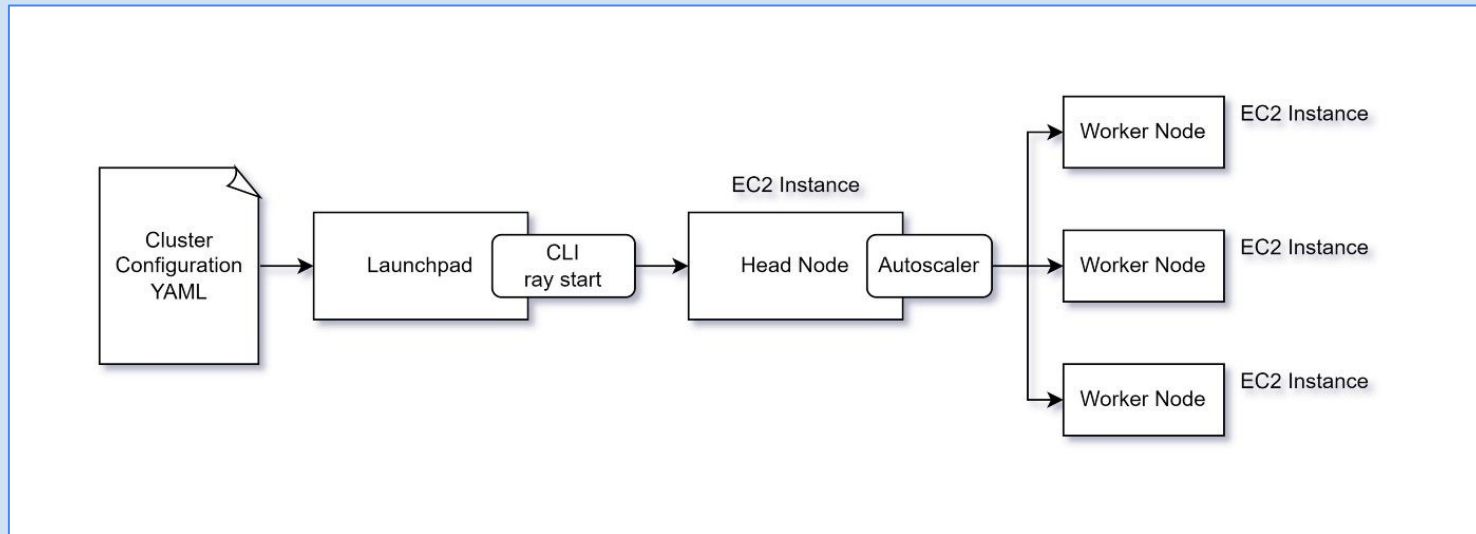 Cluster
Configuration
YAML
Launchpad
CLI
ray start
EC2 Instance
Head Node
Autoscaler
Worker Node
EC2 Instance
Worker Node
EC2 Instance
Worker Node
EC2 Instance